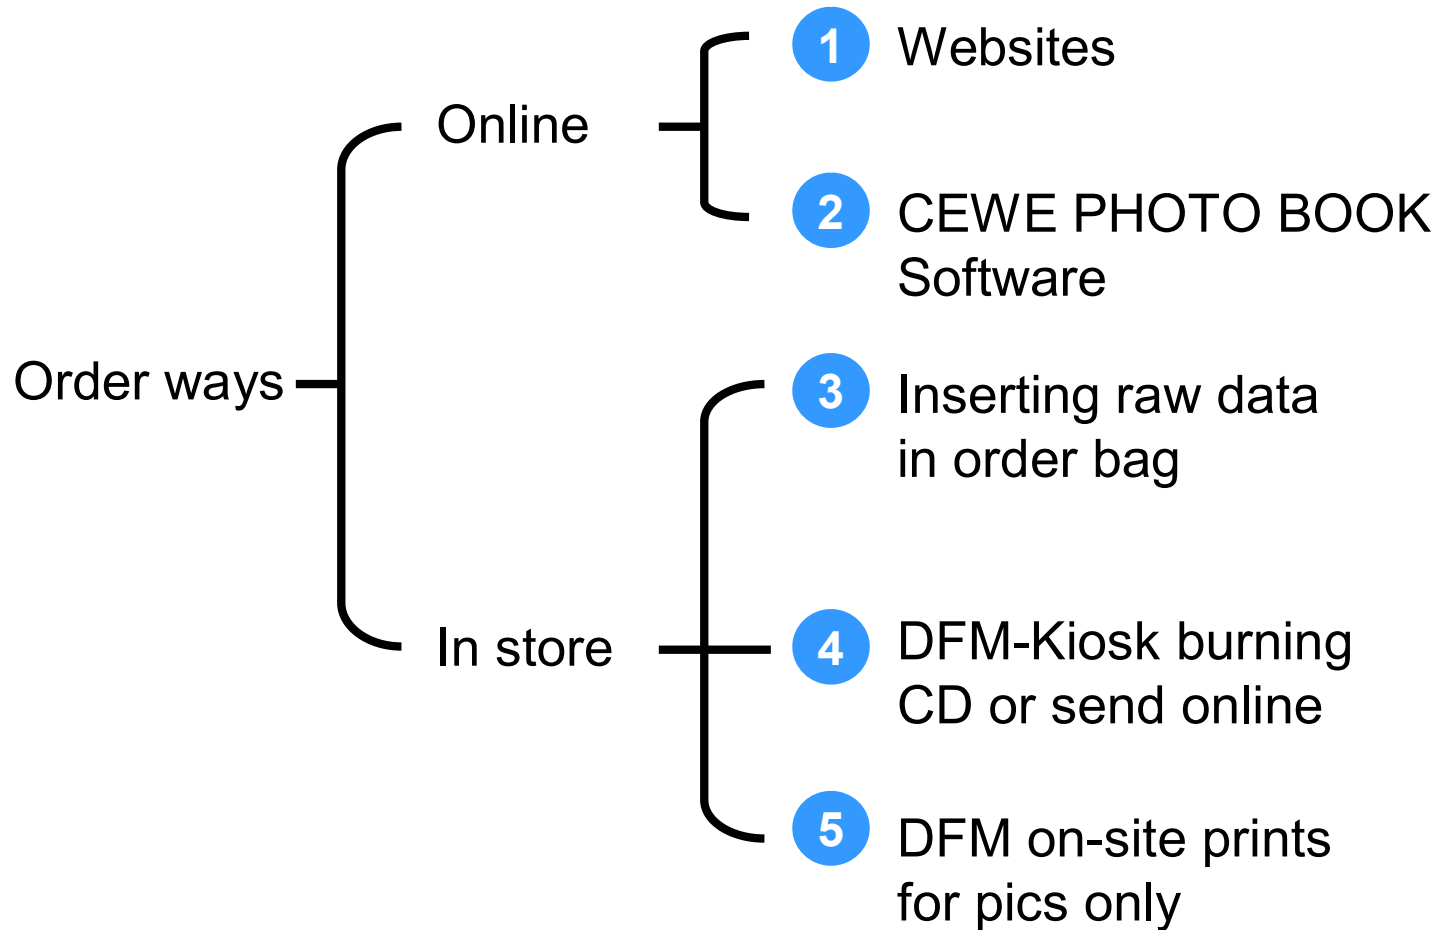 Order ways
Online
1 Websites
2 CEWE PHOTO BOOK
Software
In store
3 Inserting raw data
in order bag
4 DFM-Kiosk burning
CD or send online
5 DFM on-site prints
for pics only